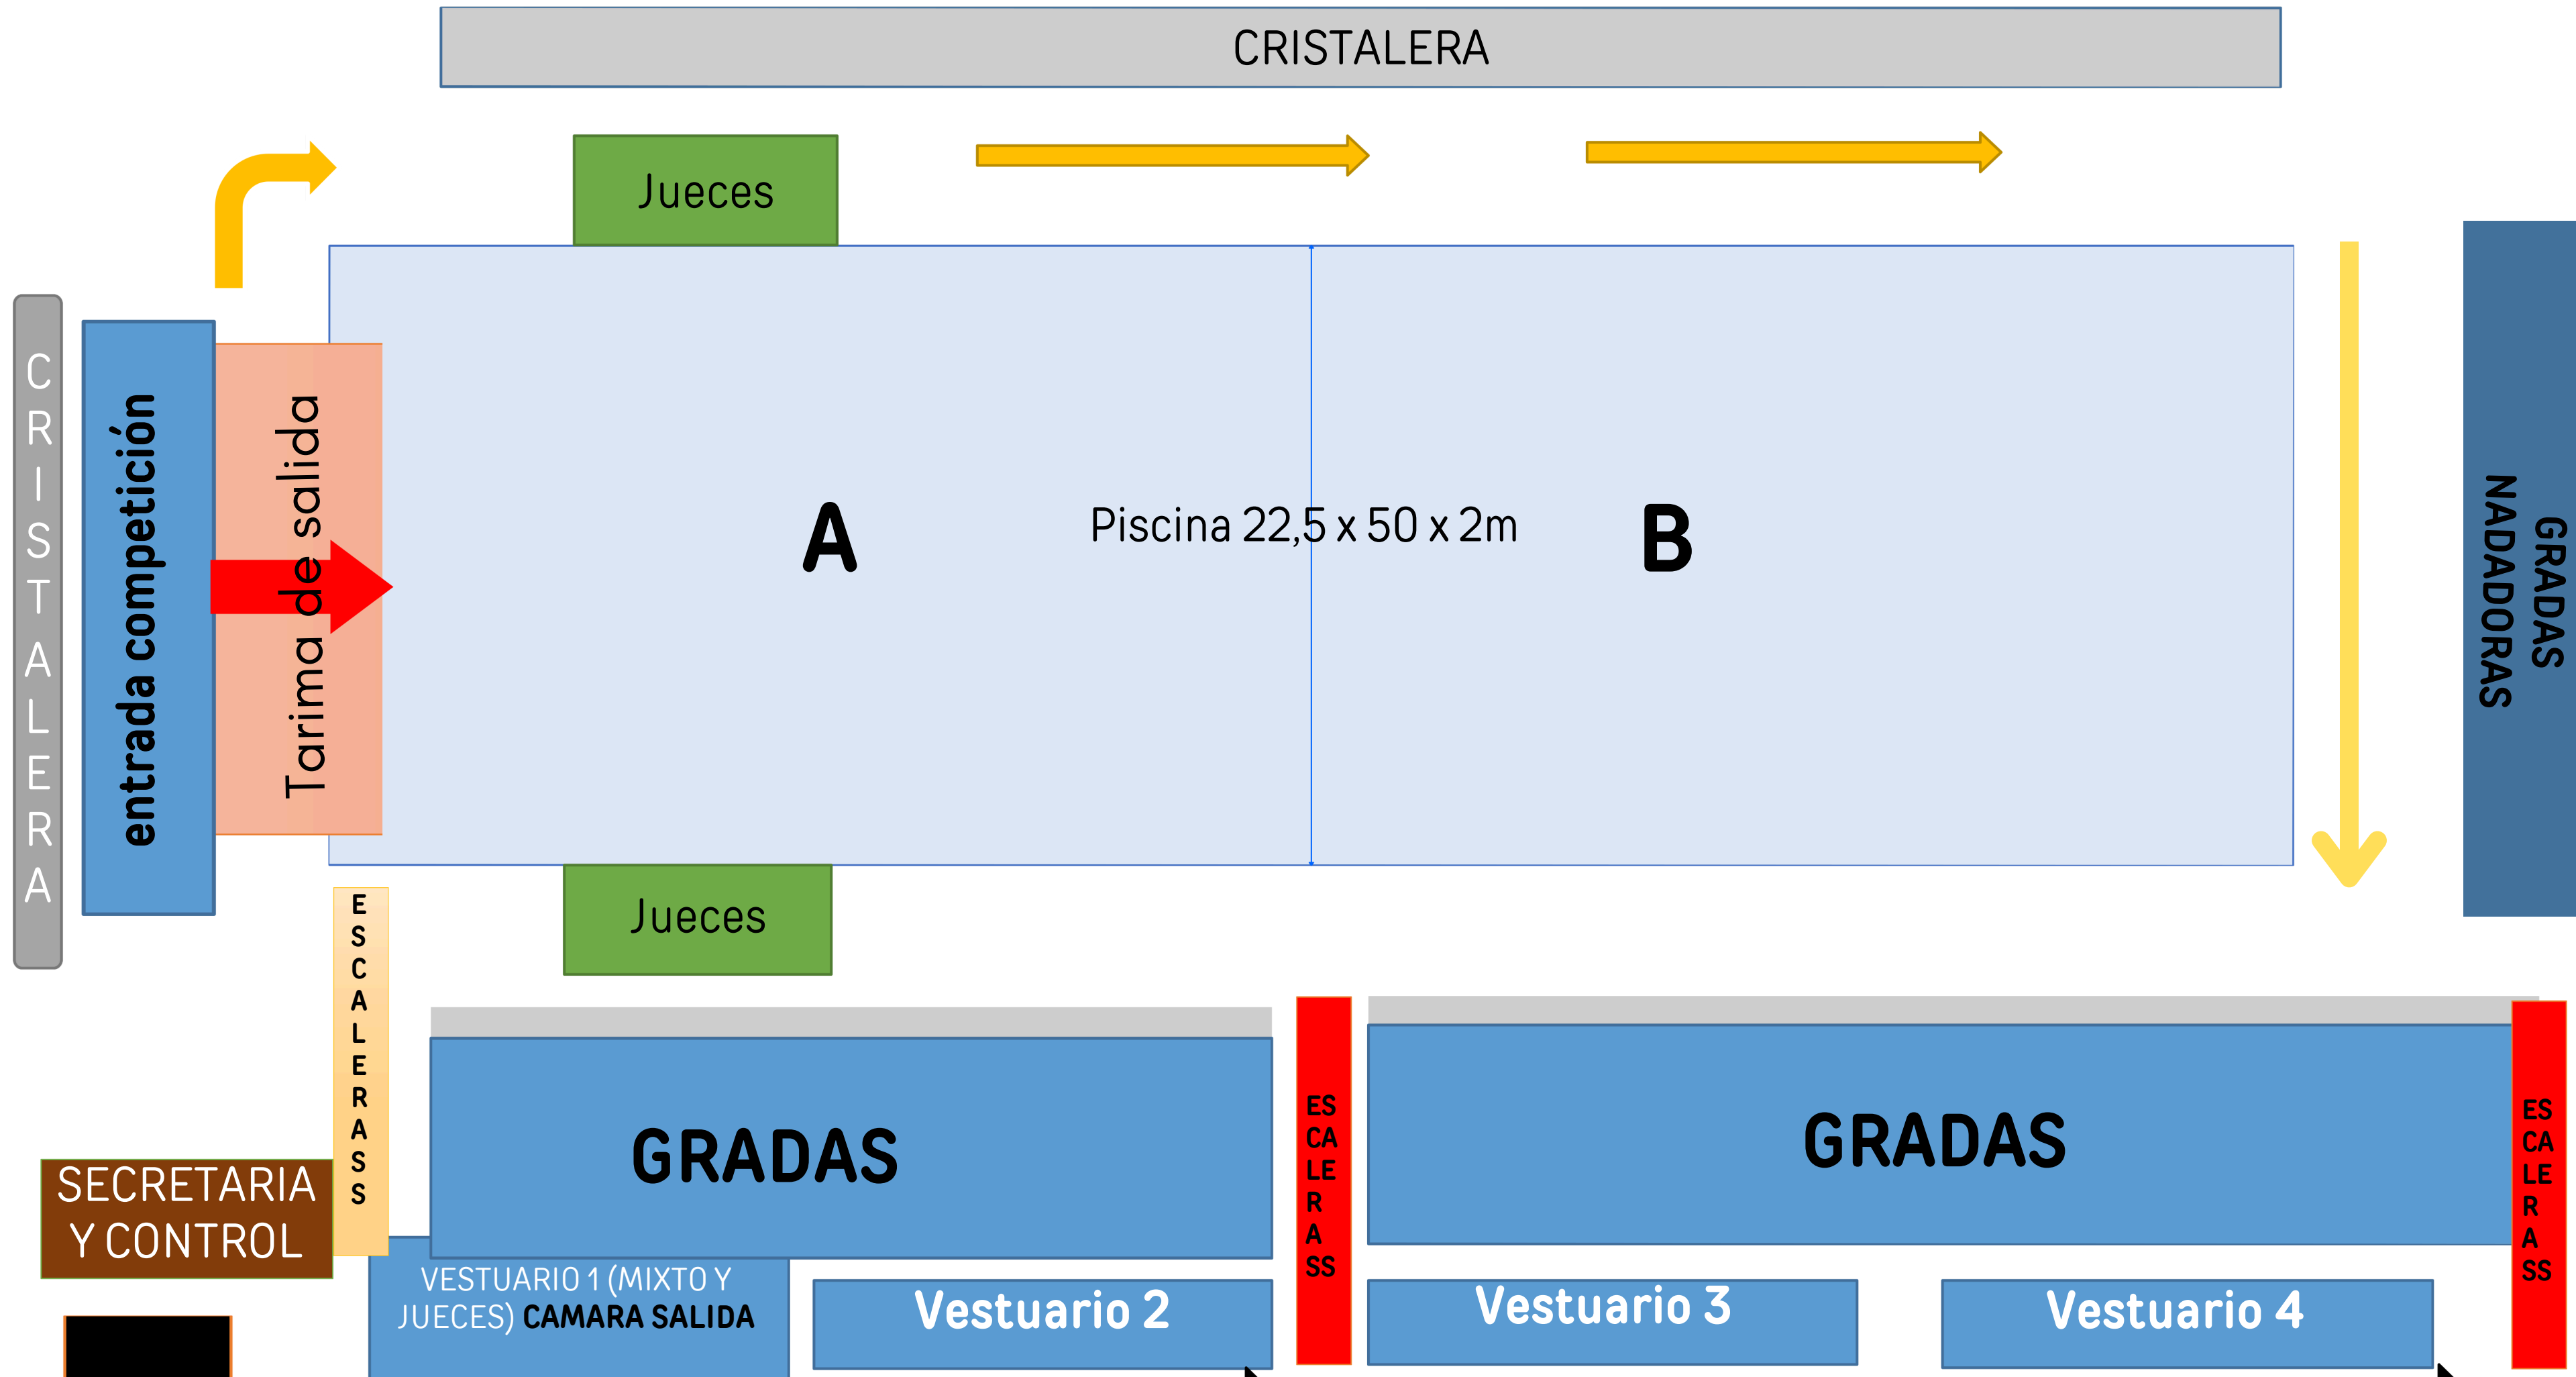 CRISTALERA
Jueces
CRISTALERA
entrada competición
Tarima de salida
A
Piscina 22,5 x 50 x 2m
B
GRADAS
NADADORAS
Jueces
ESCALERASS
GRADAS
ES
CA
LE
R
A
SS
GRADAS
ES
CA
LE
R
A
SS
SECRETARIA
Y CONTROL
VESTUARIO 1 (MIXTO Y
JUECES) CAMARA SALIDA
Vestuario 2
Vestuario 3
Vestuario 4